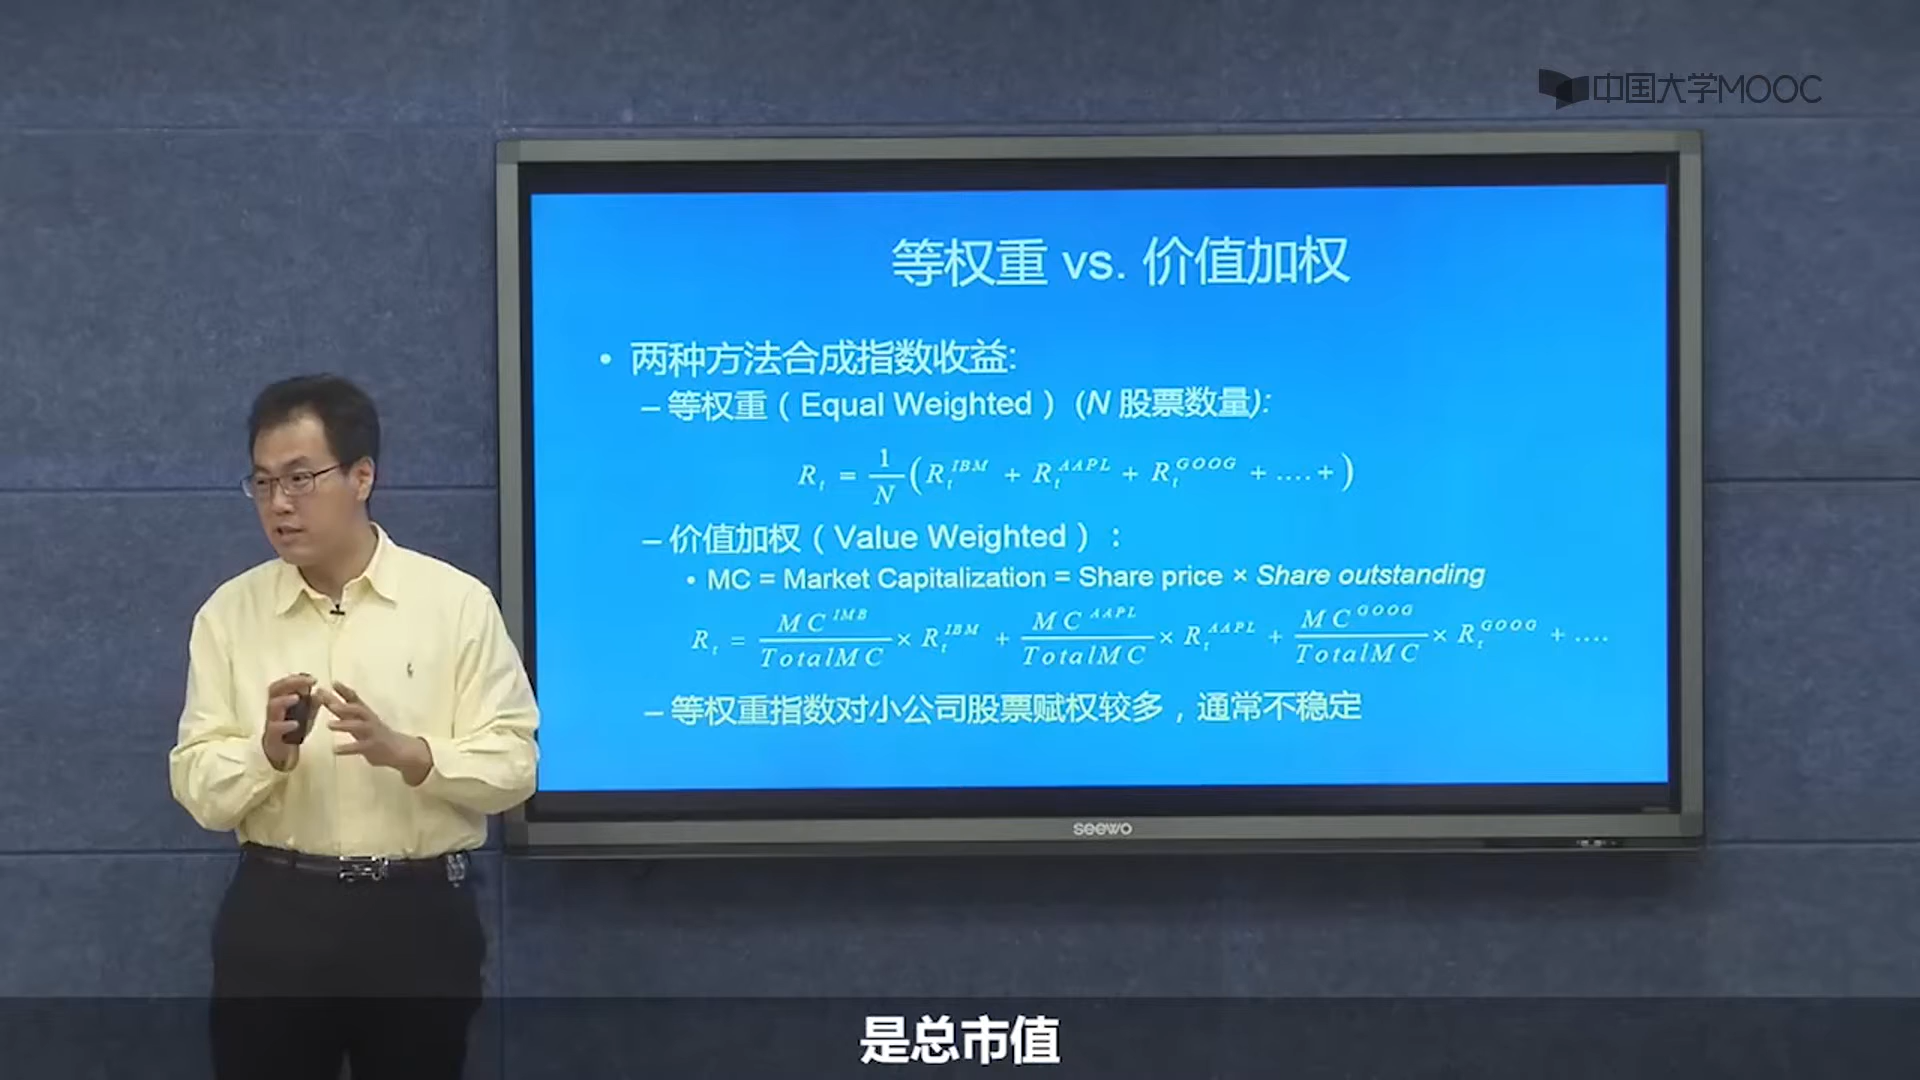 中国大学MOOC
等权重 vs. 价值加权
• 两种方法合成指数收益:
– 等权重（Equal Weighted）(N 股票数量):
R_t = 1/N (R_t^IBM + R_t^AAPL + R_t^GOOG + ....+ )
– 价值加权（Value Weighted）:
• MC = Market Capitalization = Share price × Share outstanding
R_t = MC^IMB/TotalMC × R_t^IBM + MC^AAPL/TotalMC × R_t^AAPL + MC^GOOG/TotalMC × R_t^GOOG + ....
– 等权重指数对小公司股票赋权较多，通常不稳定
seewo
是总市值